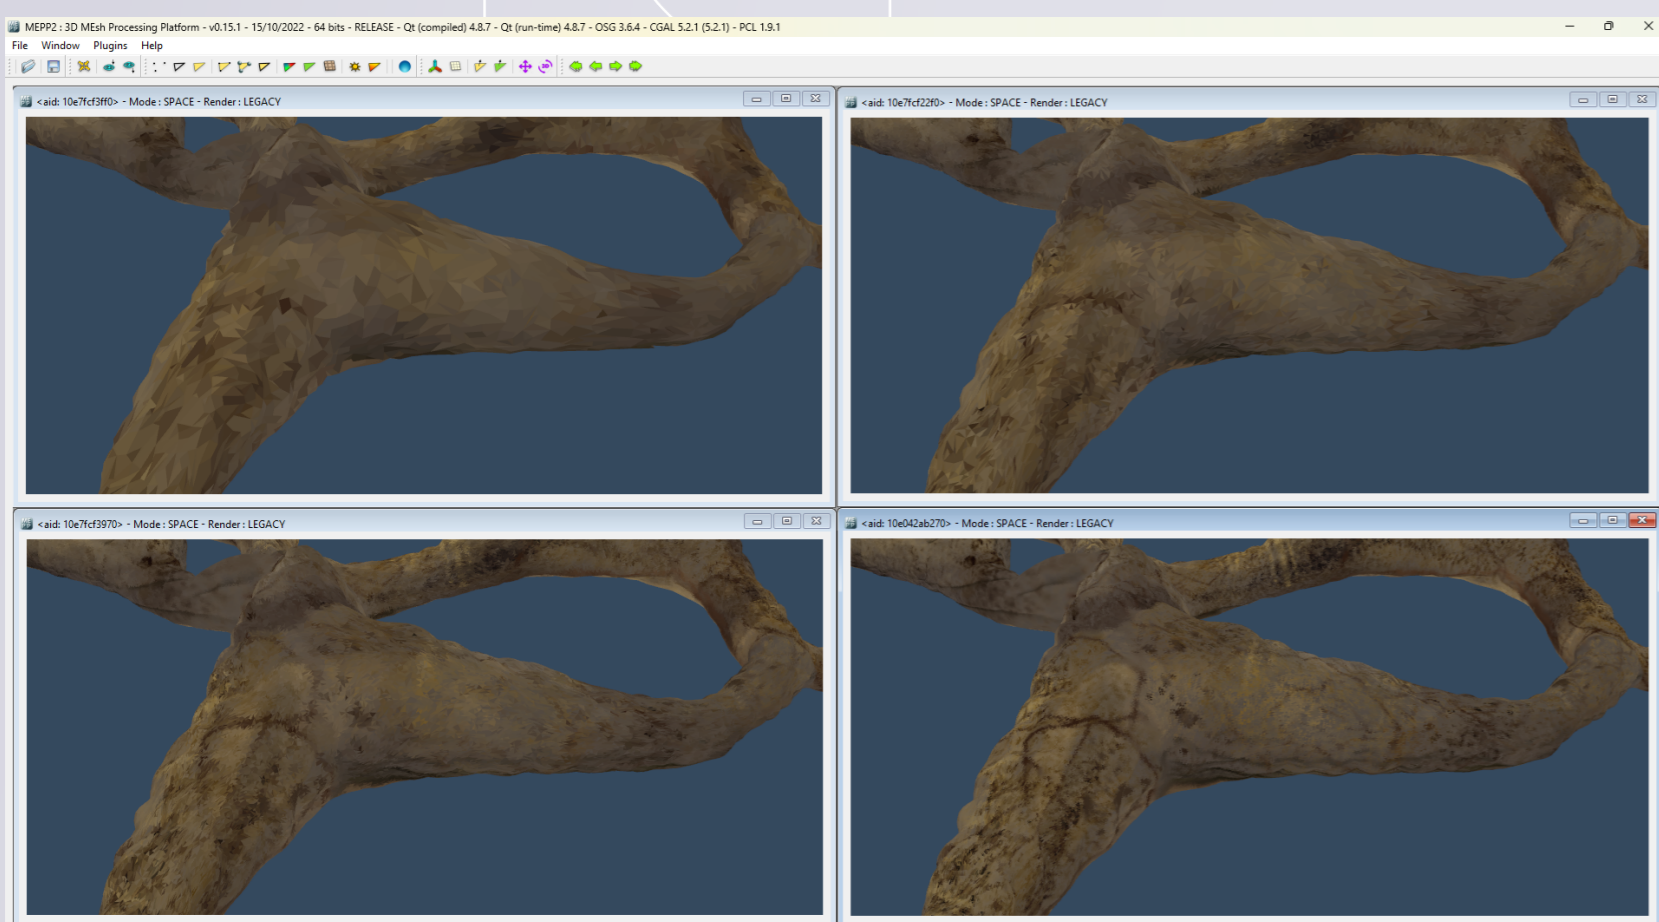 MEPP2 : 3D MEsh Processing Platform - v0.15.1 - 15/10/2022 - 64 bits - RELEASE - Qt (compiled) 4.8.7 - Qt (run-time) 4.8.7 - OSG 3.6.4 - CGAL 5.2.1 (5.2.1) - PCL 1.9.1
File Window Plugins Help
<aid: 10e7fcf3ff0> - Mode : SPACE - Render : LEGACY
<aid: 10e7fcf22f0> - Mode : SPACE - Render : LEGACY
<aid: 10e7fcf3970> - Mode : SPACE - Render : LEGACY
<aid: 10e042ab270> - Mode : SPACE - Render : LEGACY